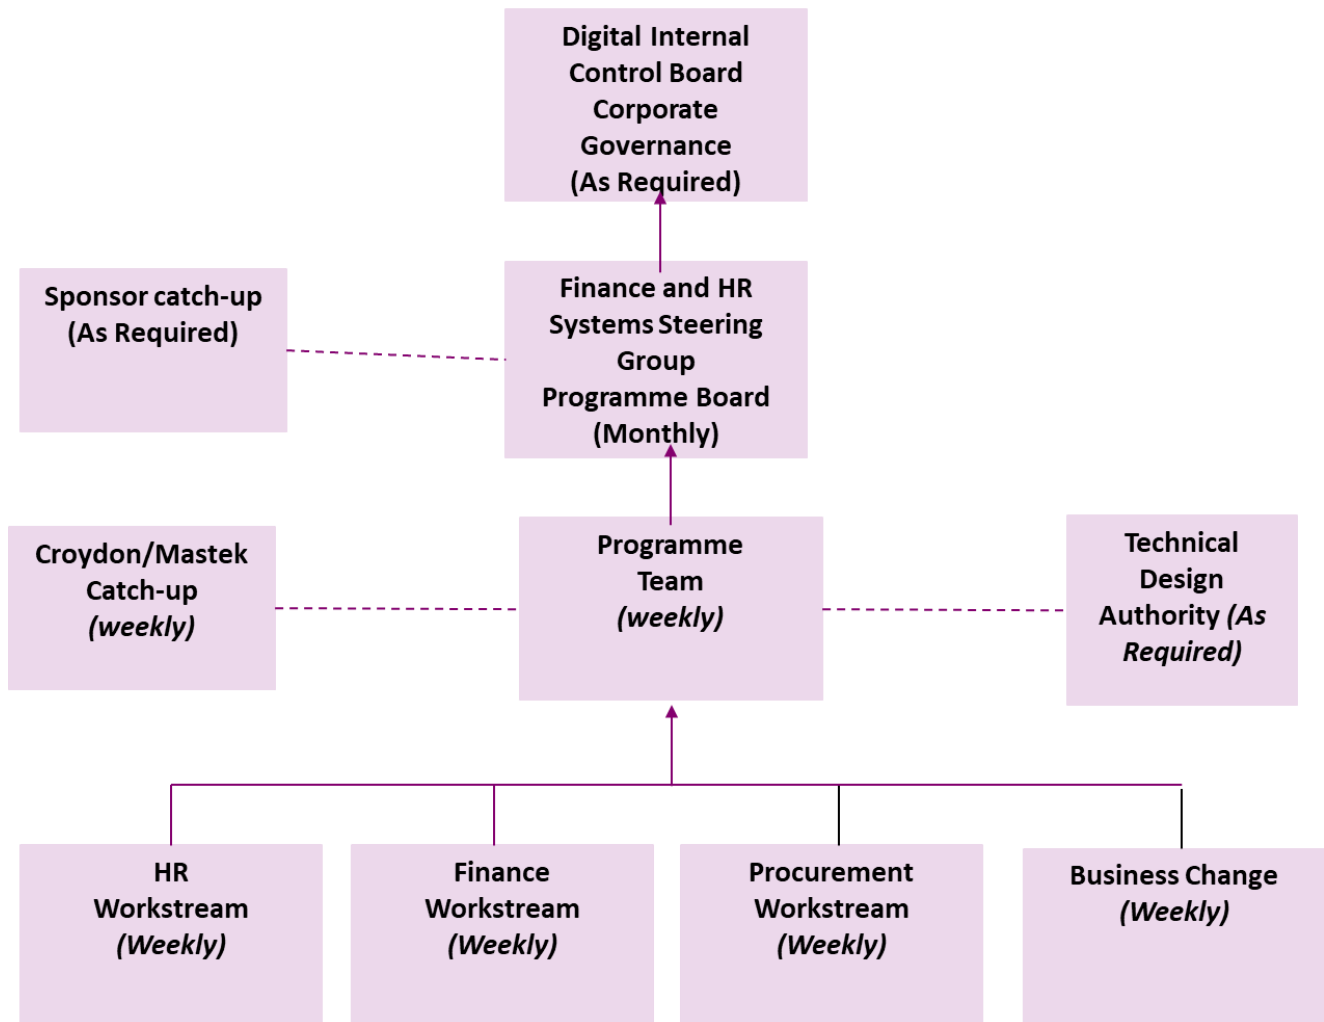 Digital Internal
Control Board
Corporate
Governance
(As Required)
Sponsor catch-up
(As Required)
Finance and HR
Systems Steering
Group
Programme Board
(Monthly)
Croydon/Mastek
Catch-up
(weekly)
Programme
Team
(weekly)
Technical
Design
Authority (As
Required)
HR
Workstream
(Weekly)
Finance
Workstream
(Weekly)
Procurement
Workstream
(Weekly)
Business Change
(Weekly)